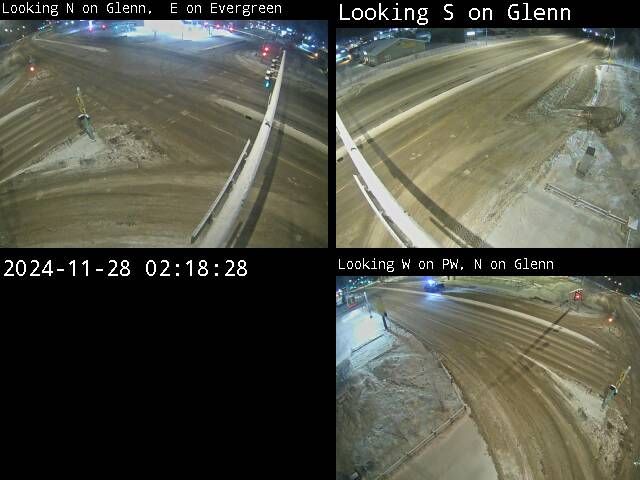 Looking N on Glenn,  E on Evergreen
Looking S on Glenn
2024-11-28 02:18:28
Looking W on PW, N on Glenn